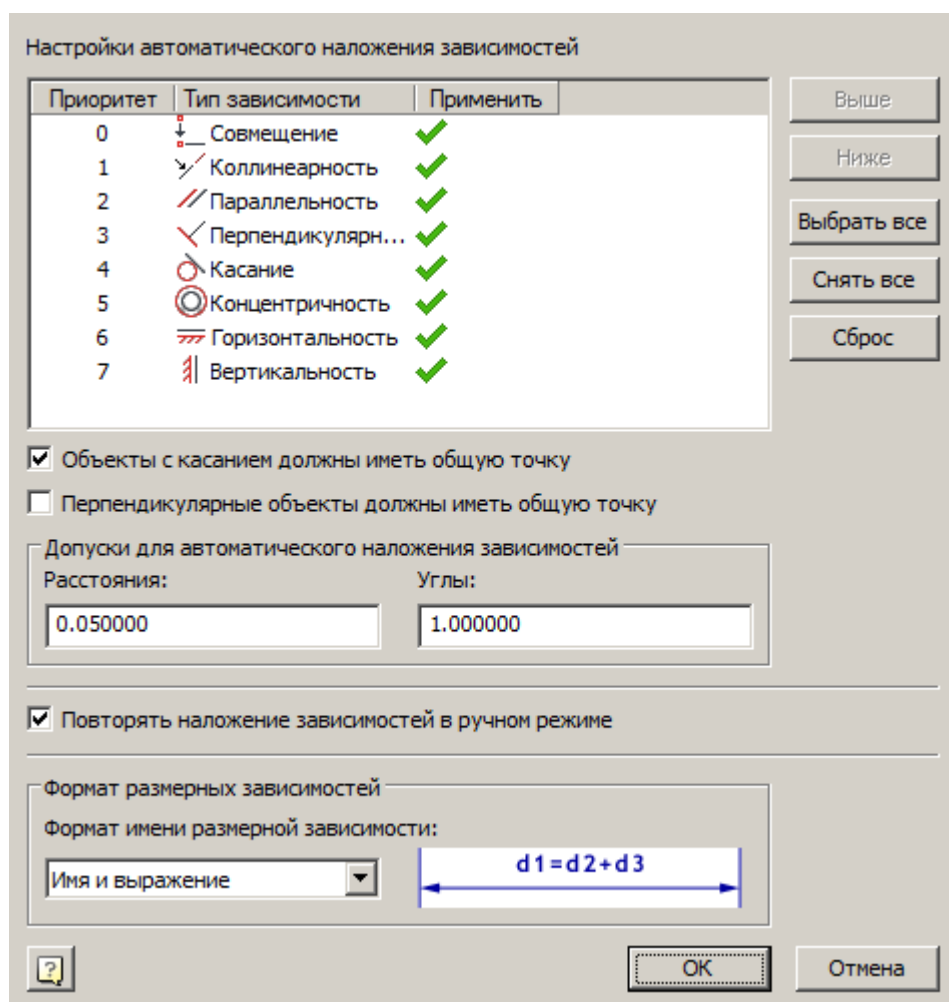 Настройки автоматического наложения зависимостей
Приоритет Тип зависимости Применить
0 Совмещение
1 Коллинеарность
2 Параллельность
3 Перпендикулярн...
4 Касание
5 Концентричность
6 Горизонтальность
7 Вертикальность
Выше
Ниже
Выбрать все
Снять все
Сброс
Объекты с касанием должны иметь общую точку
Перпендикулярные объекты должны иметь общую точку
Допуски для автоматического наложения зависимостей
Расстояния: Углы:
0.050000 1.000000
Повторять наложение зависимостей в ручном режиме
Формат размерных зависимостей
Формат имени размерной зависимости:
Имя и выражение d1=d2+d3
? OK Отмена